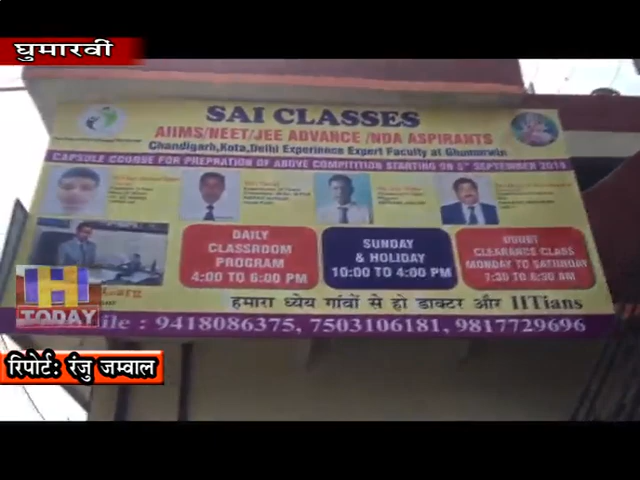 घुमारवीं
SAI CLASSES
AIIMS/NEET/JEE ADVANCE /NDA ASPIRANTS
Chandigarh,Kota,Delhi Experience Expert Faculty at Ghumarwin
CAPSULE COURSE FOR PREPRATION OF ABOVE COMPITITION STARTING ON 5th SEPTEMBER 2019
DAILY
CLASSROOM
PROGRAM
4:00 TO 6:00 PM
SUNDAY
& HOLIDAY
10:00 TO 4:00 PM
DOUBT
CLEARANCE CLASS
MONDAY TO SATURDAY
7:30 TO 8:30 AM
हमारा ध्येय गांवों से हो डाक्टर और IITians
: 9418086375, 7503106181, 9817729696
H
TODAY
रिपोर्ट: रंजु जम्वाल